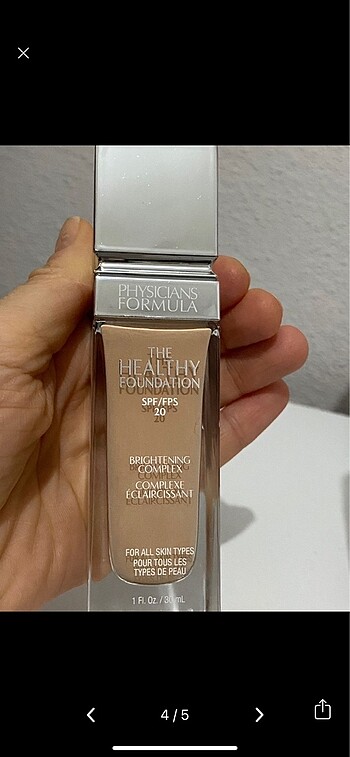 PHYSICIANS
FORMULA
THE
HEALTHY
FOUNDATION
SPF/FPS
20
BRIGHTENING
COMPLEX
COMPLEXE
ÉCLAIRCISSANT
FOR ALL SKIN TYPES
POUR TOUS LES
TYPES DE PEAU
1 Fl. Oz. / 30 mL
4 / 5